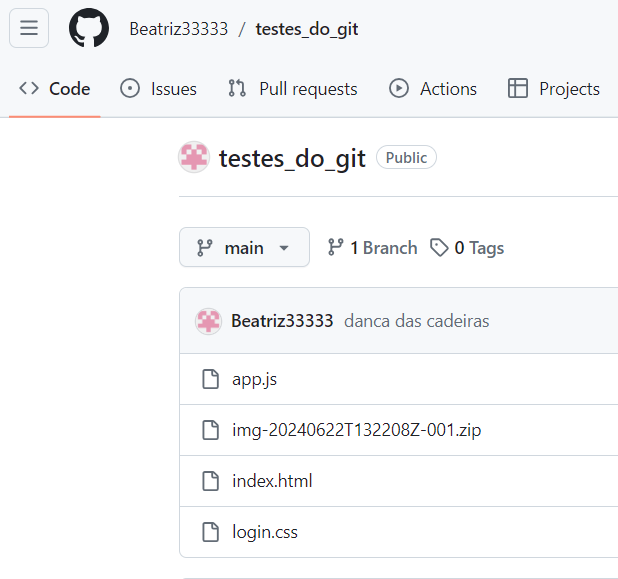 Beatriz33333 / testes_do_git
Code Issues Pull requests Actions Projects
testes_do_git Public
main 1 Branch 0 Tags
Beatriz33333 danca das cadeiras
app.js
img-20240622T132208Z-001.zip
index.html
login.css